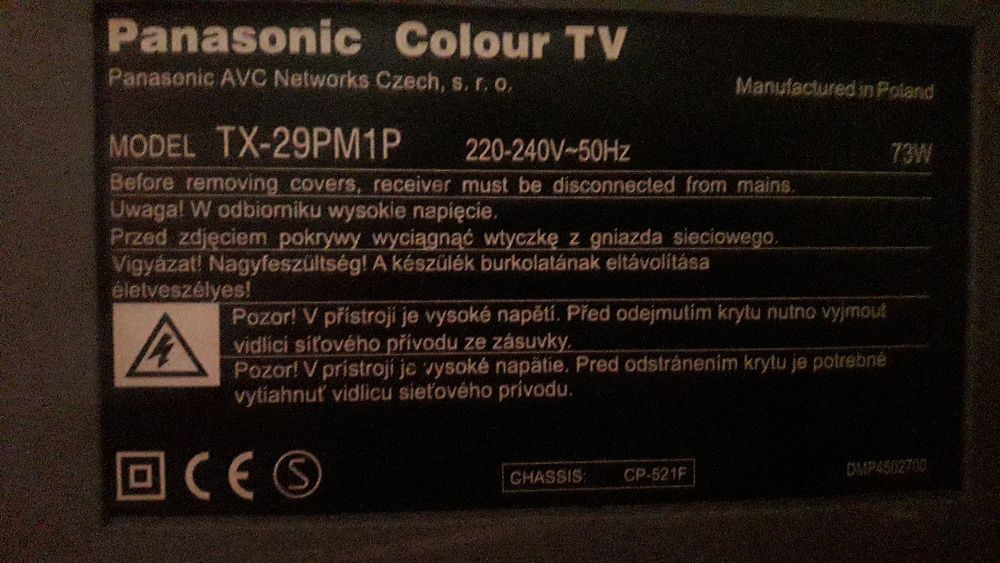 Panasonic Colour TV
Panasonic AVC Networks Czech, s. r. o.
Manufactured in Poland
MODEL TX-29PM1P 220-240V~50Hz 73W
Before removing covers, receiver must be disconnected from mains.
Uwaga! W odbiorniku wysokie napięcie.
Przed zdjęciem pokrywy wyciągnąć wtyczkę z gniazda sieciowego.
Vigyázat! Nagyfeszültség! A készülék burkolatának eltávolítása
életveszélyes!
Pozor! V přístroji je vysoké napětí. Před odejmutím krytu nutno vyjmout
vidlici síťového přívodu ze zásuvky.
Pozor! V prístroji je vysoké napätie. Pred odstránením krytu je potrebné
vytiahnuť vidlicu sieťového prívodu.
CE S
CHASSIS CP-521F
DMP4502700